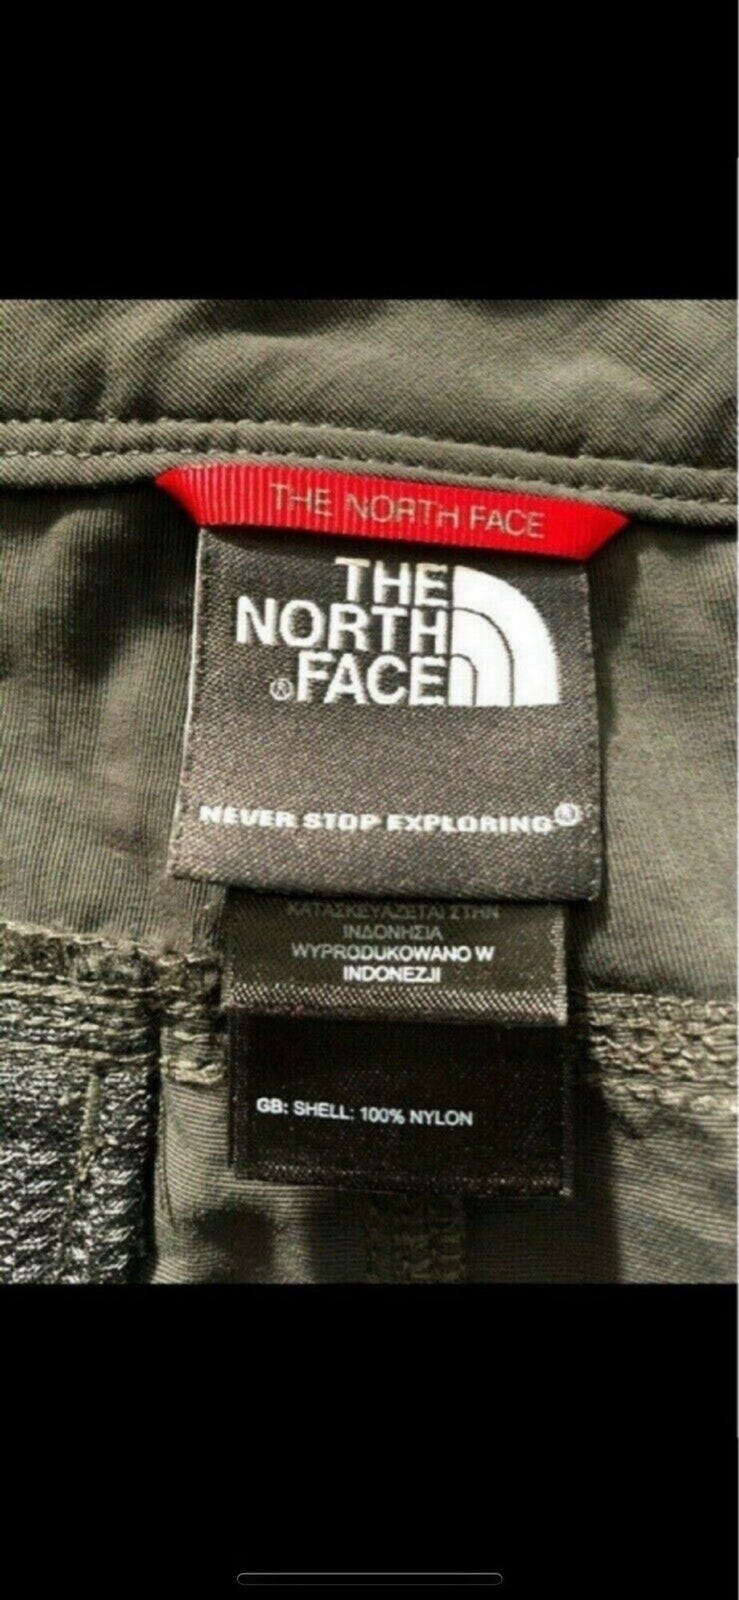 THE NORTH FACE
THE
NORTH
®FACE
NEVER STOP EXPLORING®
ΚΑΤΑΣΚΕΥΑΖΕΤΑΙ ΣΤΗΝ
ΙΝΔΟΝΗΣΙΑ
WYPRODUKOWANO W
INDONEZJI
GB: SHELL: 100% NYLON